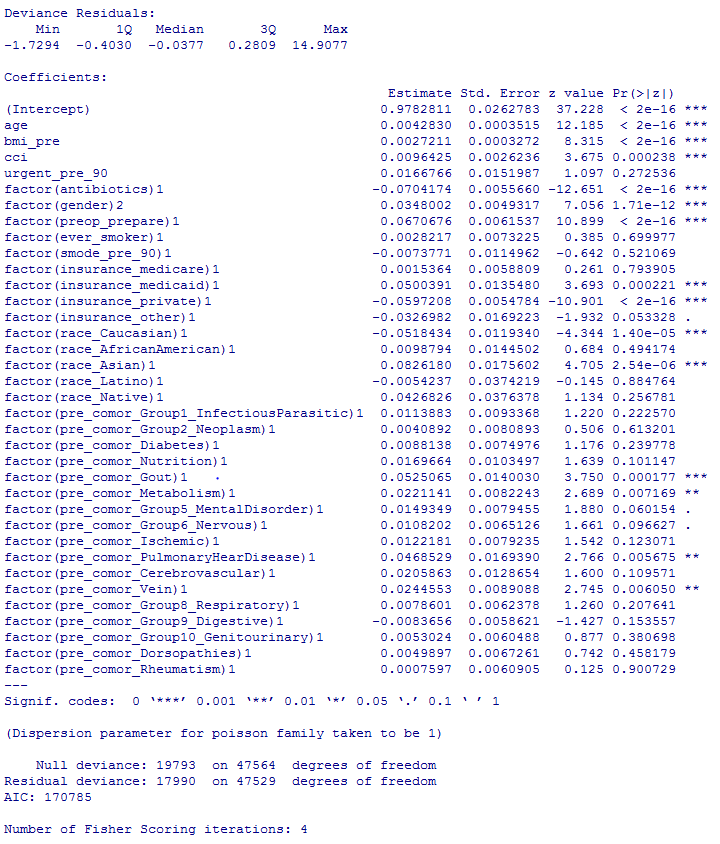 Deviance Residuals:
    Min      1Q  Median      3Q     Max
-1.7294 -0.4030 -0.0377  0.2809 14.9077

Coefficients:
                                                Estimate Std. Error z value Pr(>|z|)
(Intercept)                                    0.9782811  0.0262783  37.228  < 2e-16 ***
age                                            0.0042830  0.0003515  12.185  < 2e-16 ***
bmi_pre                                        0.0027211  0.0003272   8.315  < 2e-16 ***
cci                                            0.0096425  0.0026236   3.675 0.000238 ***
urgent_pre_90                                  0.0166766  0.0151987   1.097 0.272536
factor(antibiotics)1                          -0.0704174  0.0055660 -12.651  < 2e-16 ***
factor(gender)2                                0.0348002  0.0049317   7.056 1.71e-12 ***
factor(preop_prepare)1                         0.0670676  0.0061537  10.899  < 2e-16 ***
factor(ever_smoker)1                           0.0028217  0.0073225   0.385 0.699977
factor(smode_pre_90)1                         -0.0073771  0.0114962  -0.642 0.521069
factor(insurance_medicare)1                    0.0015364  0.0058809   0.261 0.793905
factor(insurance_medicaid)1                    0.0500391  0.0135480   3.693 0.000221 ***
factor(insurance_private)1                    -0.0597208  0.0054784 -10.901  < 2e-16 ***
factor(insurance_other)1                      -0.0326982  0.0169223  -1.932 0.053328 .
factor(race_Caucasian)1                       -0.0518434  0.0119340  -4.344 1.40e-05 ***
factor(race_AfricanAmerican)1                  0.0098794  0.0144502   0.684 0.494174
factor(race_Asian)1                            0.0826180  0.0175602   4.705 2.54e-06 ***
factor(race_Latino)1                          -0.0054237  0.0374219  -0.145 0.884764
factor(race_Native)1                           0.0426826  0.0376378   1.134 0.256781
factor(pre_comor_Group1_InfectiousParasitic)1  0.0113883  0.0093368   1.220 0.222570
factor(pre_comor_Group2_Neoplasm)1             0.0040892  0.0080893   0.506 0.613201
factor(pre_comor_Diabetes)1                    0.0088138  0.0074976   1.176 0.239778
factor(pre_comor_Nutrition)1                   0.0169664  0.0103497   1.639 0.101147
factor(pre_comor_Gout)1                        0.0525065  0.0140030   3.750 0.000177 ***
factor(pre_comor_Metabolism)1                  0.0221141  0.0082243   2.689 0.007169 **
factor(pre_comor_Group5_MentalDisorder)1       0.0149349  0.0079455   1.880 0.060154 .
factor(pre_comor_Group6_Nervous)1              0.0108202  0.0065126   1.661 0.096627 .
factor(pre_comor_Ischemic)1                    0.0122181  0.0079235   1.542 0.123071
factor(pre_comor_PulmonaryHearDisease)1        0.0468529  0.0169390   2.766 0.005675 **
factor(pre_comor_Cerebrovascular)1             0.0205863  0.0128654   1.600 0.109571
factor(pre_comor_Vein)1                        0.0244553  0.0089088   2.745 0.006050 **
factor(pre_comor_Group8_Respiratory)1          0.0078601  0.0062378   1.260 0.207641
factor(pre_comor_Group9_Digestive)1           -0.0083656  0.0058621  -1.427 0.153557
factor(pre_comor_Group10_Genitourinary)1       0.0053024  0.0060488   0.877 0.380698
factor(pre_comor_Dorsopathies)1                0.0049897  0.0067261   0.742 0.458179
factor(pre_comor_Rheumatism)1                  0.0007597  0.0060905   0.125 0.900729
---
Signif. codes:  0 ‘***’ 0.001 ‘**’ 0.01 ‘*’ 0.05 ‘.’ 0.1 ‘ ’ 1

(Dispersion parameter for poisson family taken to be 1)

    Null deviance: 19793  on 47564  degrees of freedom
Residual deviance: 17990  on 47529  degrees of freedom
AIC: 170785

Number of Fisher Scoring iterations: 4